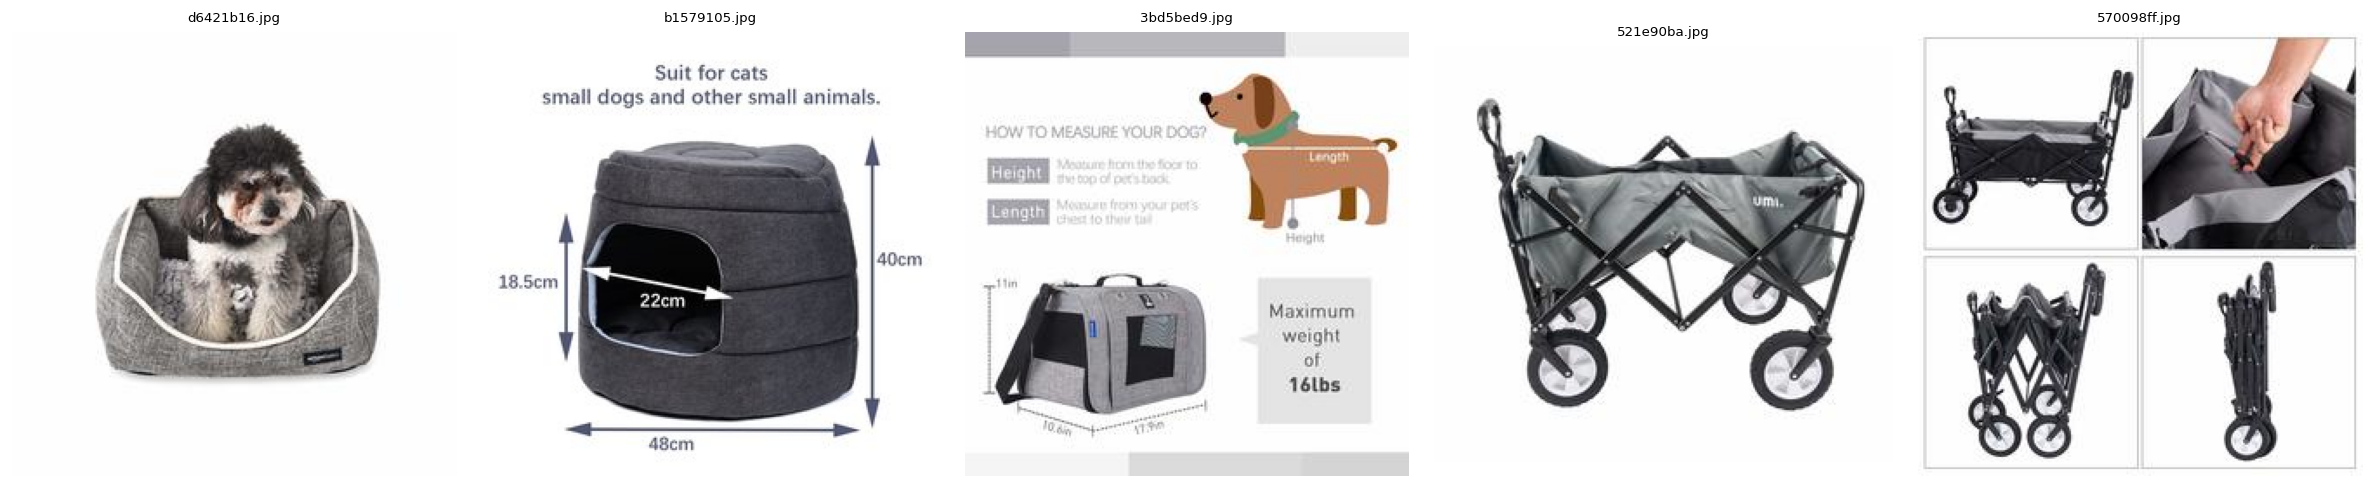 d6421b16.jpg
b1579105.jpg
3bd5bed9.jpg
521e90ba.jpg
570098ff.jpg
Suit for cats
small dogs and other small animals.
18.5cm
22cm
40cm
48cm
HOW TO MEASURE YOUR DOG?
Height
Measure from the floor to
the top of pet's back.
Length
Measure from your pet's
chest to their tail
Length
Height
11in
10.6in
17.9in
Maximum
weight
of
16lbs
umi.